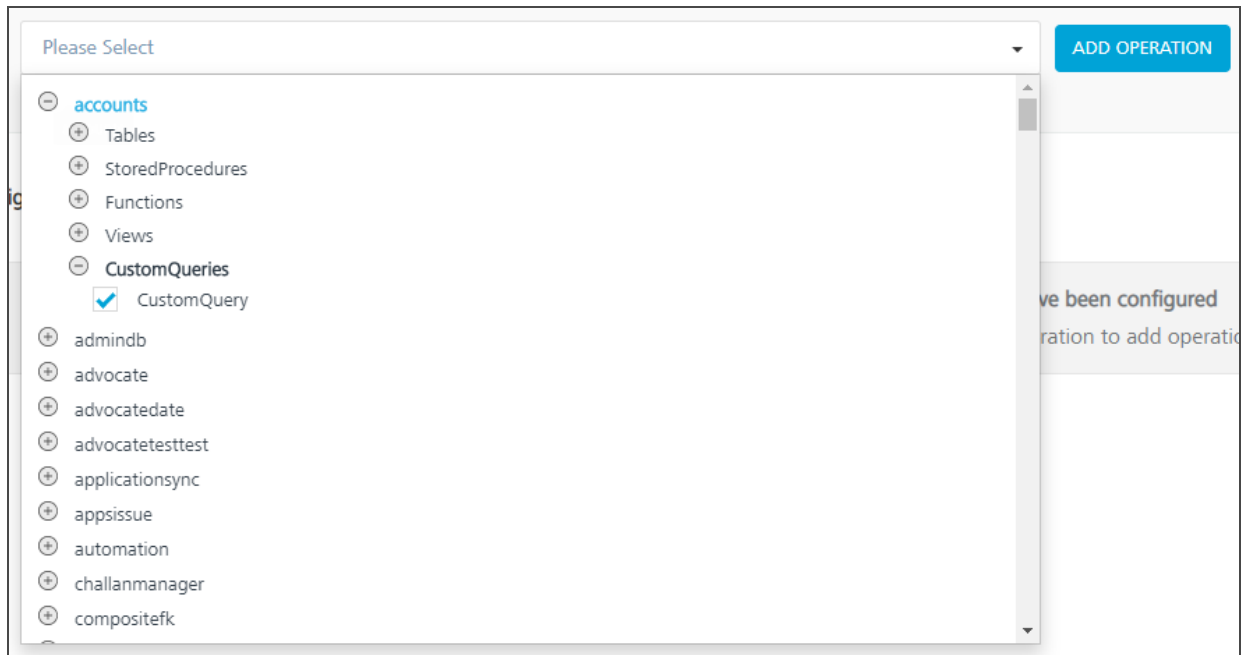 Please Select
ADD OPERATION
accounts
Tables
StoredProcedures
Functions
Views
CustomQueries
CustomQuery
ve been configured
admindb
ration to add operatio
advocate
advocatedate
advocatetesttest
applicationsync
appsissue
automation
challanmanager
compositefk